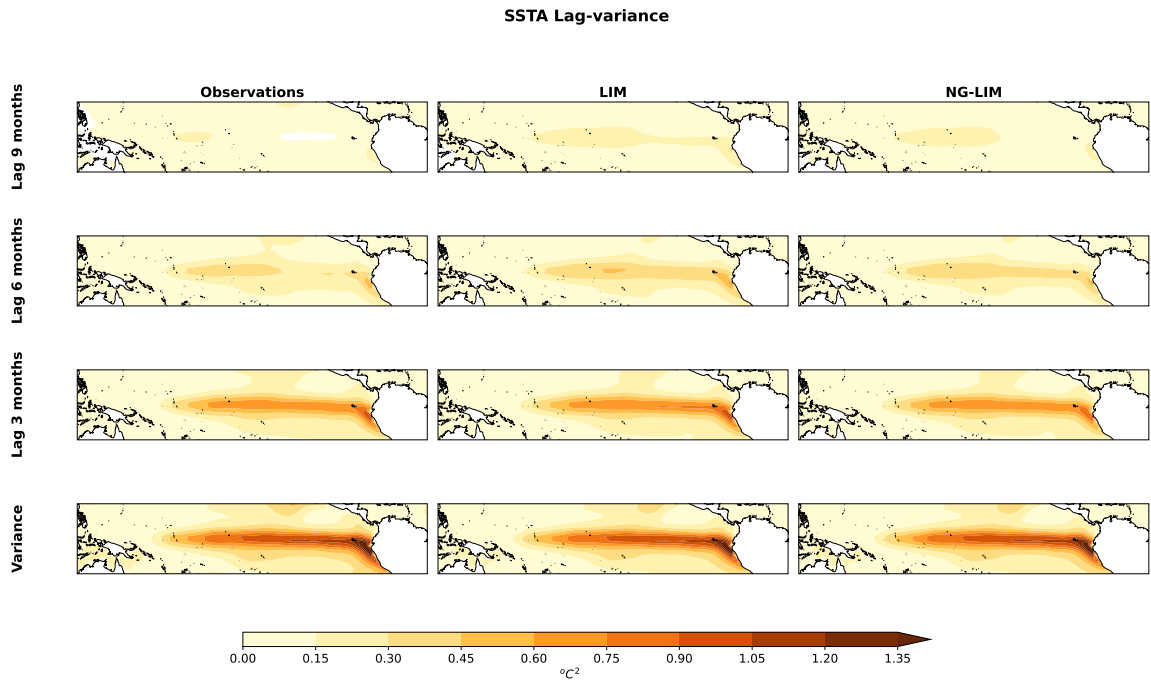 SSTA Lag-variance
Observations LIM NG-LIM
Lag 9 months
Lag 6 months
Lag 3 months
Variance
0.00 0.15 0.30 0.45 0.60 0.75 0.90 1.05 1.20 1.35
°C²